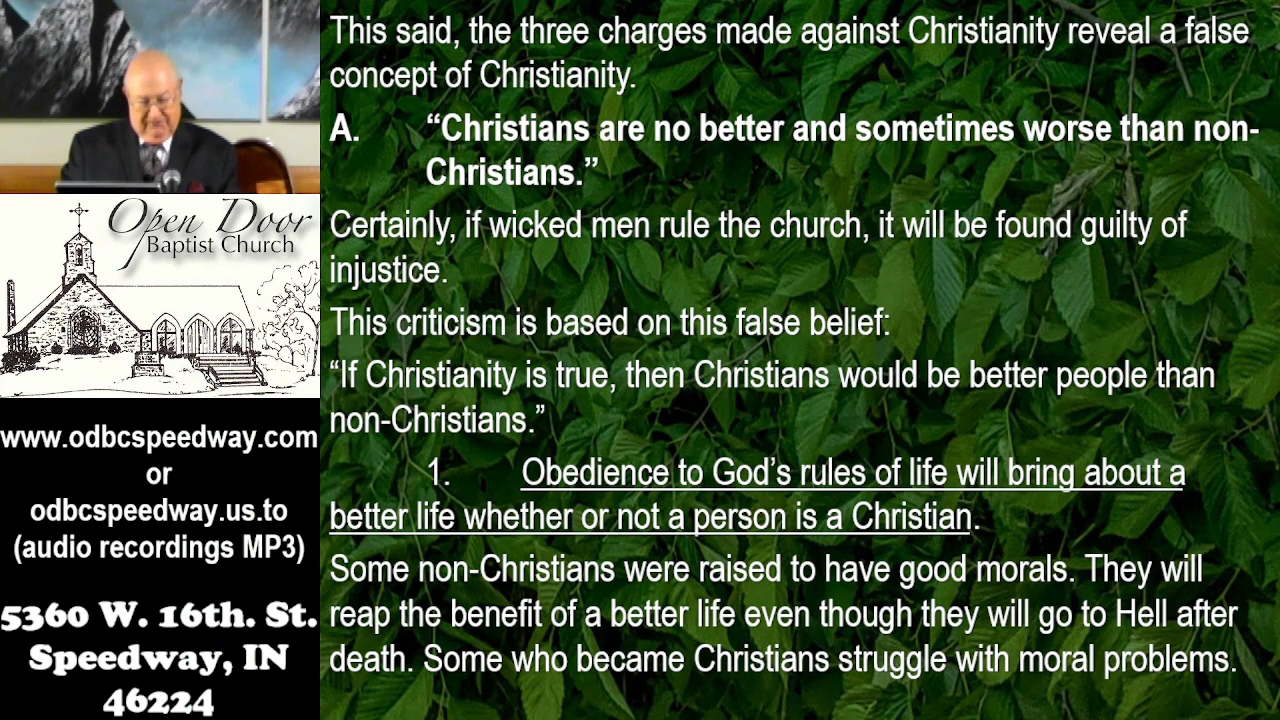 This said, the three charges made against Christianity reveal a false
concept of Christianity.
A. “Christians are no better and sometimes worse than non-
Christians.”
Certainly, if wicked men rule the church, it will be found guilty of
injustice.
This criticism is based on this false belief:
“If Christianity is true, then Christians would be better people than
non-Christians.”
1. Obedience to God’s rules of life will bring about a
better life whether or not a person is a Christian.
Some non-Christians were raised to have good morals. They will
reap the benefit of a better life even though they will go to Hell after
death. Some who became Christians struggle with moral problems.
Open Door
Baptist Church
www.odbcspeedway.com
or
odbcspeedway.us.to
(audio recordings MP3)
5360 W. 16th. St.
Speedway, IN
46224